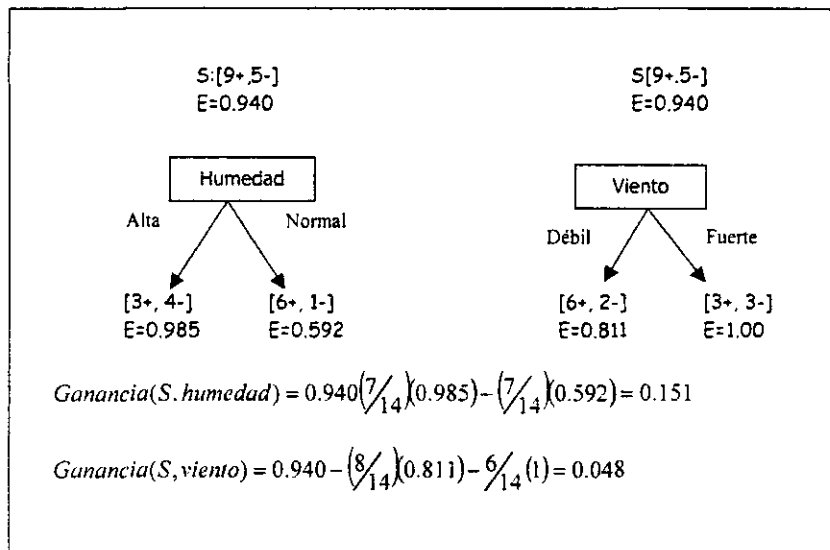 S:[9+,5-] S[9+.5-]
E=0.940 E=0.940
Humedad Viento
Alta Normal Débil Fuerte
[3+, 4-] [6+, 1-] [6+, 2-] [3+, 3-]
E=0.985 E=0.592 E=0.811 E=1.00
Ganancia(S.humedad) = 0.940(7/14)(0.985)−(7/14)(0.592) = 0.151
Ganancia(S,viento) = 0.940−(8/14)(0.811)−6/14(1) = 0.048